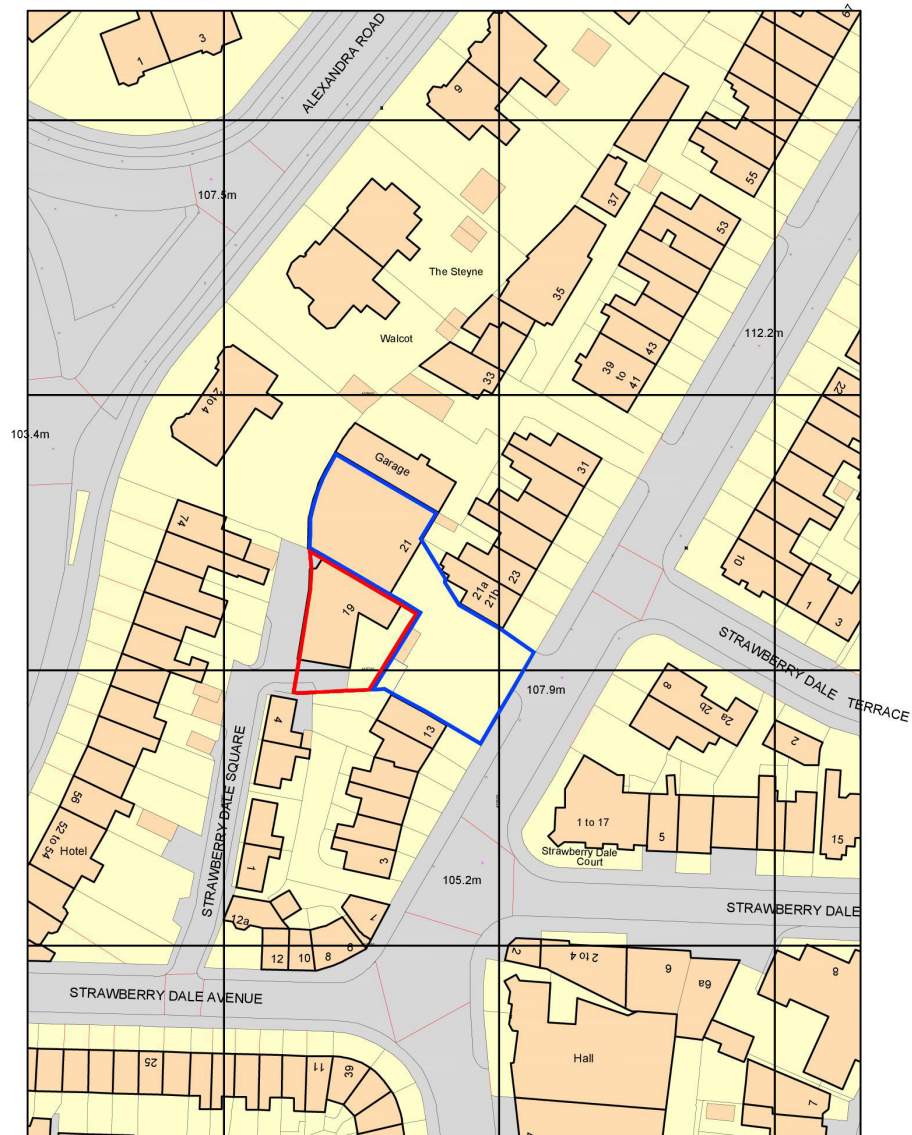 67
1
3
ALEXANDRA ROAD
9
55
107.5m
37
53
The Steyne
35
112.2m
Walcot
43
39
to
41
33
22
2 to 4
103.4m
Garage
31
74
21
10
23
21a
21b
1
3
19
STRAWBERRY DALE TERRACE
107.9m
8
2b
2a
4
13
2
STRAWBERRY DALE SQUARE
56
52 to 54
Hotel
1 to 17
5
15
Strawberry Dale
Court
3
1
105.2m
STRAWBERRY DALE
12a
7
6
12
10
8
2
2 to 4
6
6a
8
STRAWBERRY DALE AVENUE
Hall
25
11
39
7